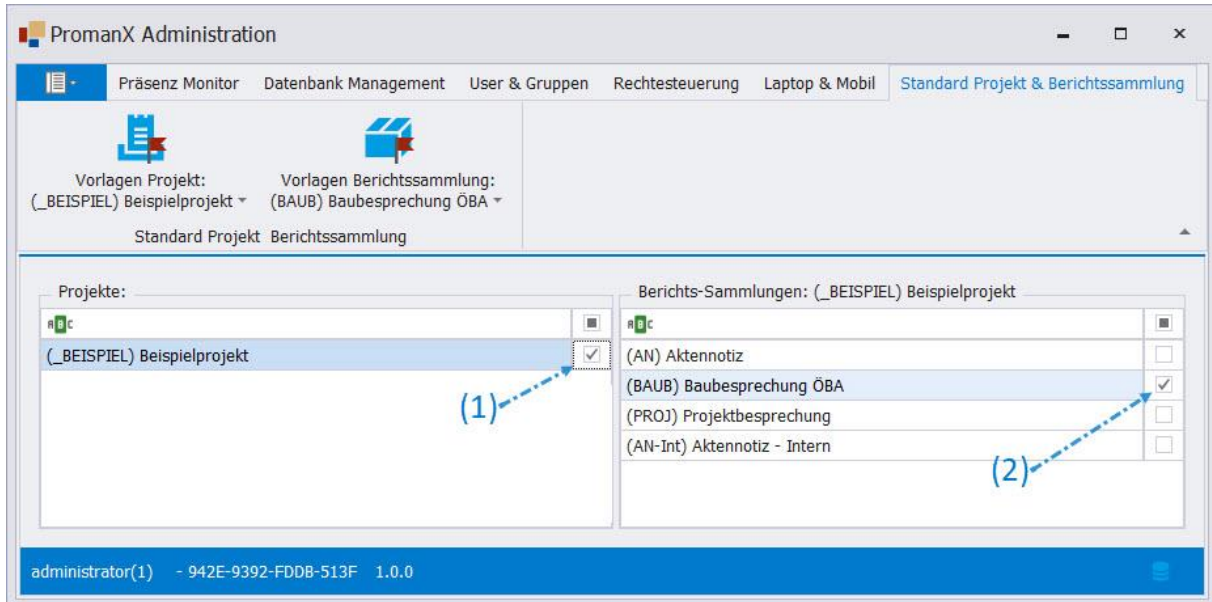 PromanX Administration
Präsenz Monitor Datenbank Management User & Gruppen Rechtesteuerung Laptop & Mobil Standard Projekt & Berichtssammlung
Vorlagen Projekt:
(_BEISPIEL) Beispielprojekt
Vorlagen Berichtssammlung:
(BAUB) Baubesprechung ÖBA
Standard Projekt Berichtssammlung
Projekte:
ABC
(_BEISPIEL) Beispielprojekt
(1)
Berichts-Sammlungen: (_BEISPIEL) Beispielprojekt
ABC
(AN) Aktennotiz
(BAUB) Baubesprechung ÖBA
(PROJ) Projektbesprechung
(AN-Int) Aktennotiz - Intern
(2)
administrator(1) - 942E-9392-FDDB-513F 1.0.0